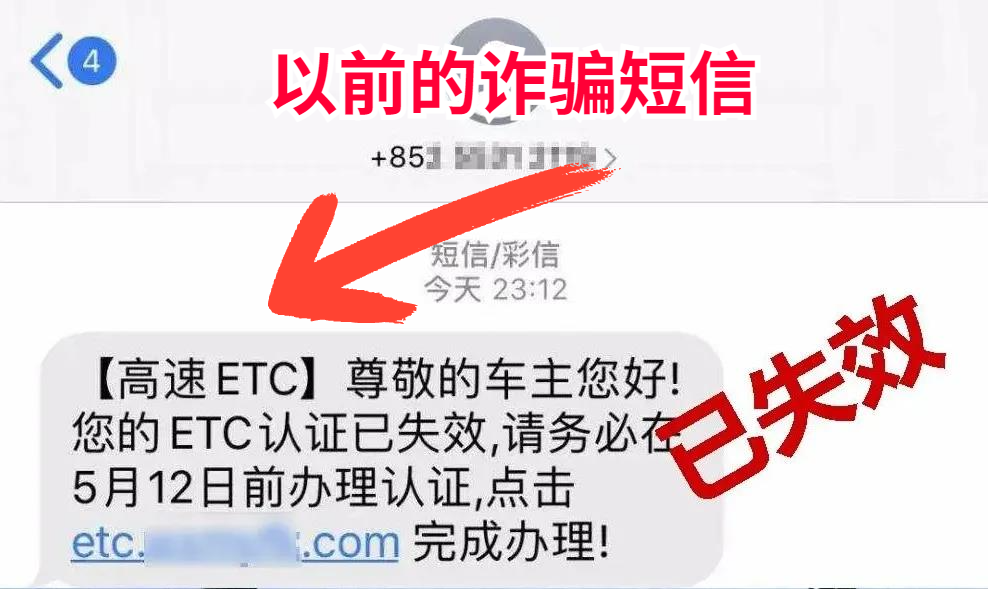 4
以前的诈骗短信
+852
短信/彩信
今天 23:12
【高速ETC】尊敬的车主您好!
您的ETC认证已失效,请务必在
5月12日前办理认证,点击
etc..com 完成办理!
已失效